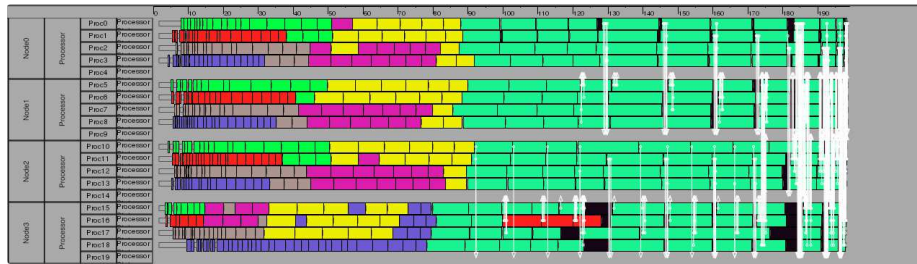 0 10 20 30 40 50 60 70 80 90 100 110 120 130 140 150 160 170 180 190
Node0 Processor Proc0 Processor
Proc1 Processor
Proc2 Processor
Proc3 Processor
Proc4 Processor
Node1 Processor Proc5 Processor
Proc6 Processor
Proc7 Processor
Proc8 Processor
Proc9 Processor
Node2 Processor Proc10 Processor
Proc11 Processor
Proc12 Processor
Proc13 Processor
Proc14 Processor
Node3 Processor Proc15 Processor
Proc16 Processor
Proc17 Processor
Proc18 Processor
Proc19 Processor